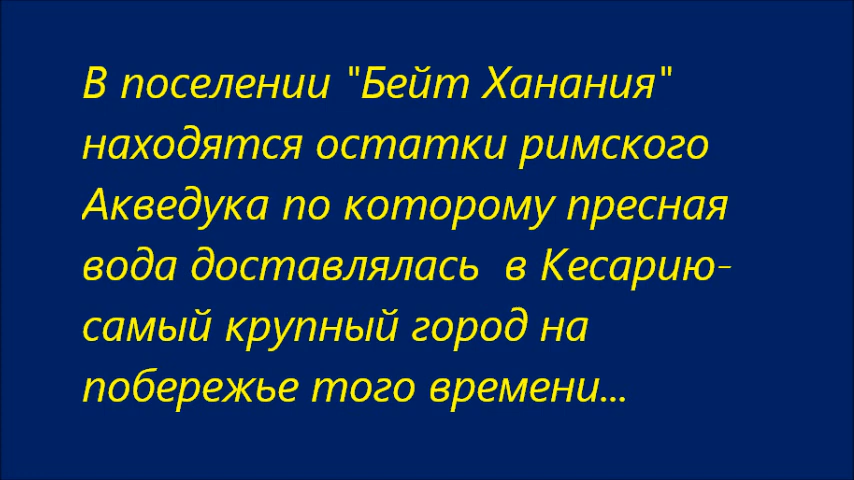 В поселении "Бейт Ханания"
находятся остатки римского
Акведука по которому пресная
вода доставлялась  в Кесарию-
самый крупный город на
побережье того времени...